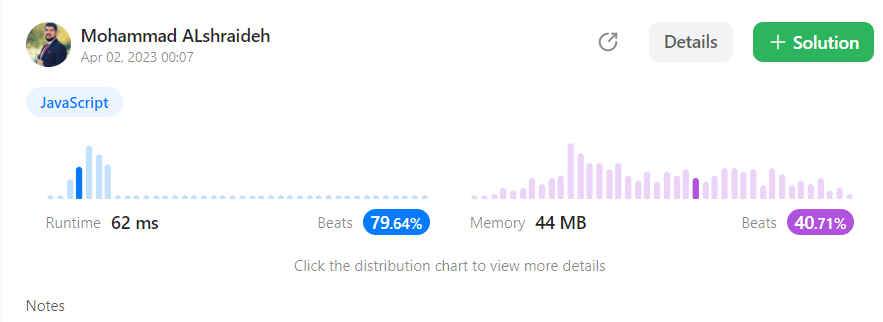 Mohammad ALshraideh
Apr 02, 2023 00:07
Details
+ Solution
JavaScript
Runtime 62 ms Beats 79.64%
Memory 44 MB Beats 40.71%
Click the distribution chart to view more details
Notes